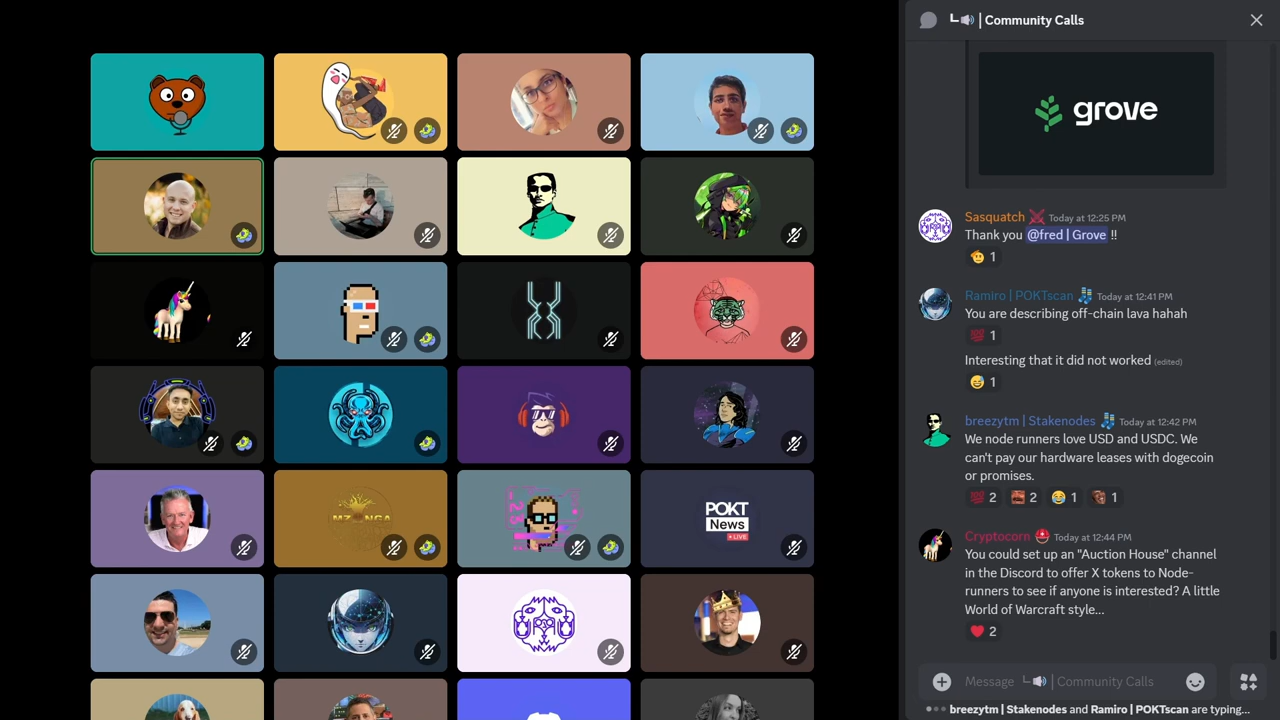 Community Calls
grove
Sasquatch Today at 12:25 PM
Thank you @fred | Grove !!
1
Ramiro | POKTscan Today at 12:41 PM
You are describing off-chain lava hahah
1
Interesting that it did not worked (edited)
1
breezytm | Stakenodes Today at 12:42 PM
We node runners love USD and USDC. We
can't pay our hardware leases with dogecoin
or promises.
2 2 1 1
Cryptocorn Today at 12:44 PM
You could set up an "Auction House" channel
in the Discord to offer X tokens to Node-
runners to see if anyone is interested? A little
World of Warcraft style...
2
Message | Community Calls
breezytm | Stakenodes and Ramiro | POKTscan are typing...
POKT
News
LIVE